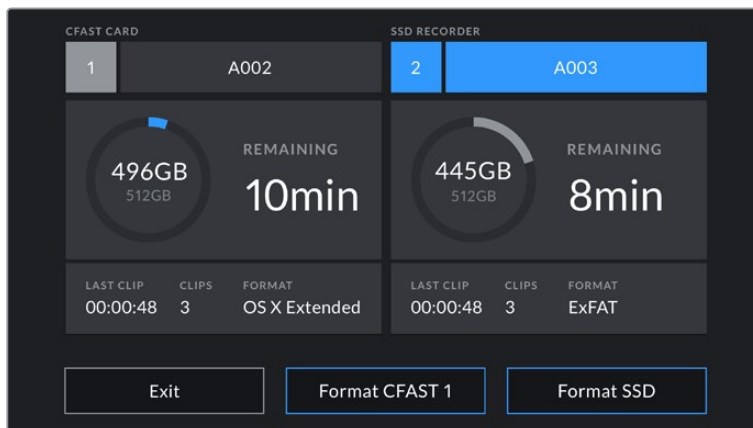 CFAST CARD
1 A002
496GB
512GB
REMAINING
10min
LAST CLIP CLIPS FORMAT
00:00:48 3 OS X Extended
SSD RECORDER
2 A003
445GB
512GB
REMAINING
8min
LAST CLIP CLIPS FORMAT
00:00:48 3 ExFAT
Exit Format CFAST 1 Format SSD